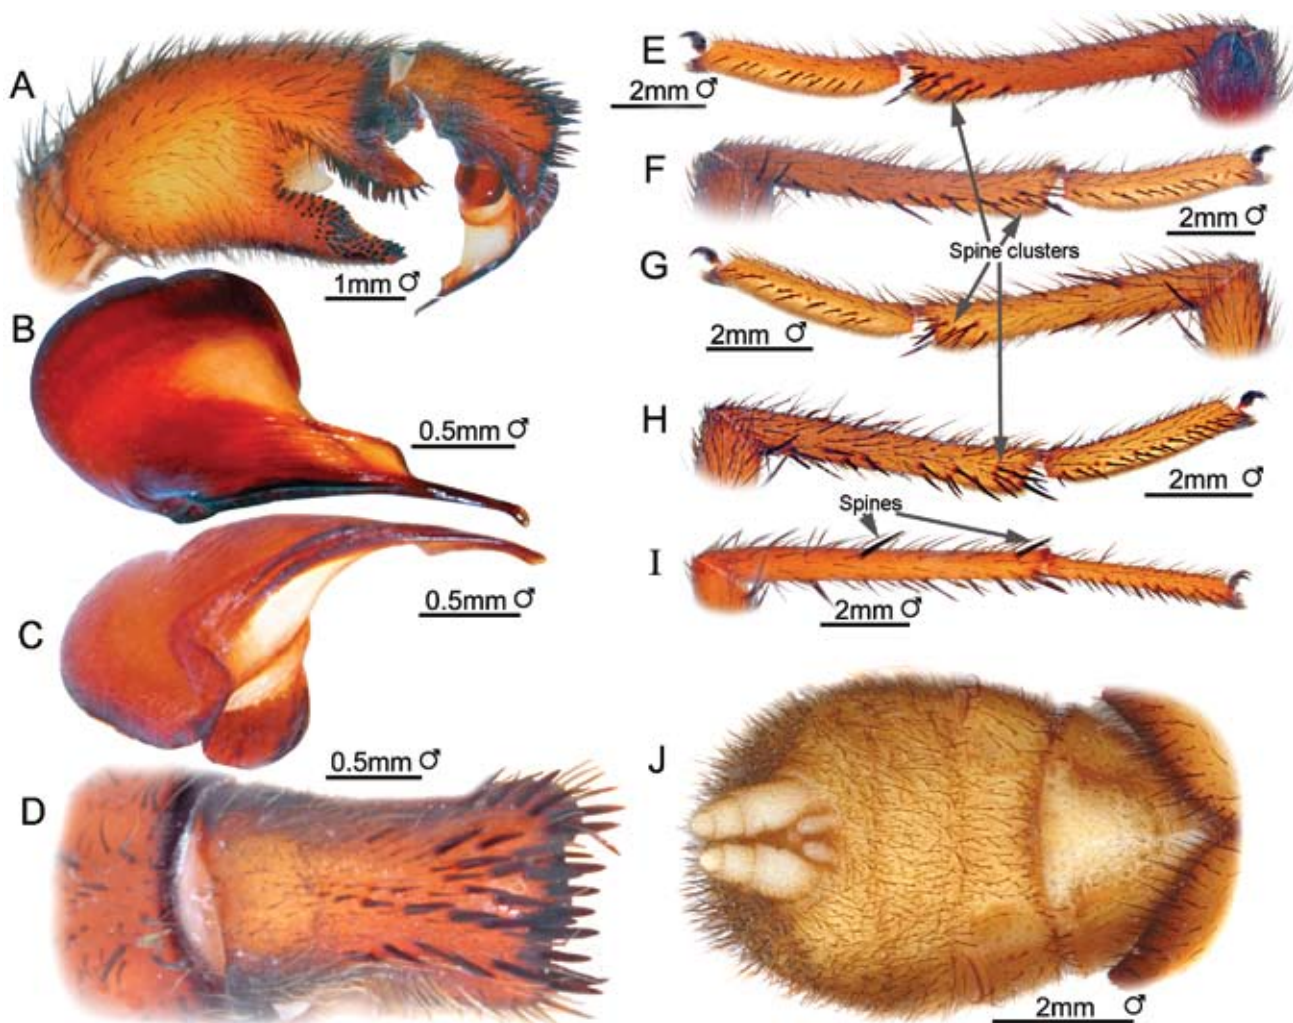 A
1mm ♂
B
0.5mm ♂
C
0.5mm ♂
D
0.5mm ♂
E
2mm ♂
F
2mm ♂
Spine clusters
G
2mm ♂
H
2mm ♂
Spines
I
2mm ♂
J
2mm ♂